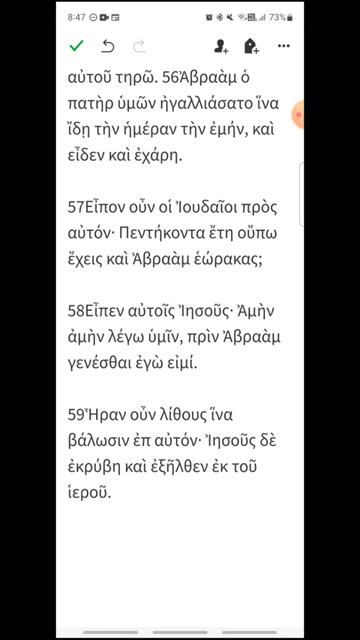 8:47
73%
αὐτοῦ τηρῶ. 56Ἀβραὰμ ὁ
πατὴρ ὑμῶν ἠγαλλιάσατο ἵνα
ἴδῃ τὴν ἡμέραν τὴν ἐμήν, καὶ
εἶδεν καὶ ἐχάρη.
57Εἶπον οὖν οἱ Ἰουδαῖοι πρὸς
αὐτόν· Πεντήκοντα ἔτη οὔπω
ἔχεις καὶ Ἀβραὰμ ἑώρακας;
58Εἶπεν αὐτοῖς Ἰησοῦς· Ἀμὴν
ἀμὴν λέγω ὑμῖν, πρὶν Ἀβραὰμ
γενέσθαι ἐγὼ εἰμί.
59Ἦραν οὖν λίθους ἵνα
βάλωσιν ἐπ αὐτόν· Ἰησοῦς δὲ
ἐκρύβη καὶ ἐξῆλθεν ἐκ τοῦ
ἱεροῦ.